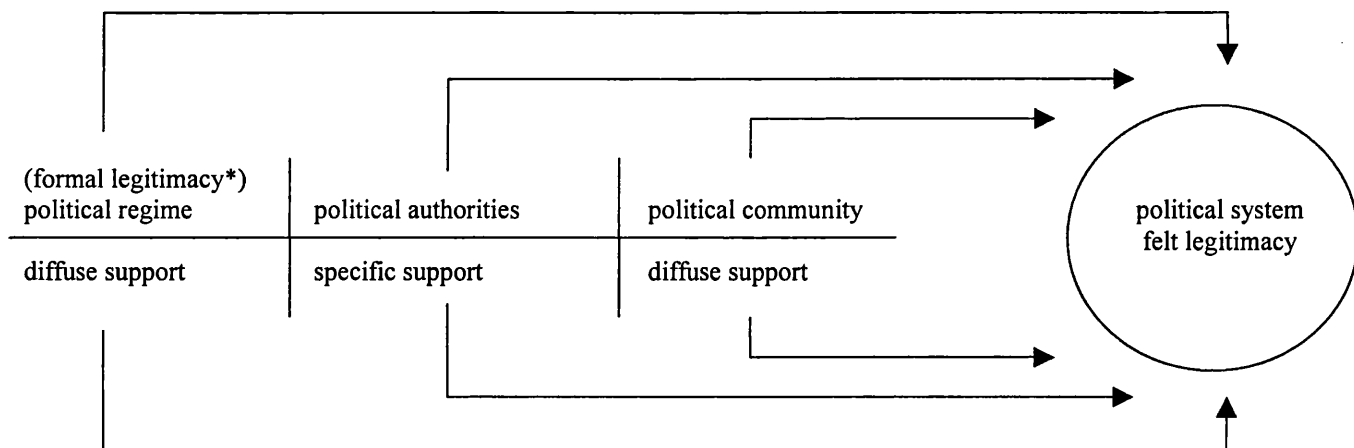 (formal legitimacy*)
political regime
political authorities
political community
diffuse support
specific support
diffuse support
political system
felt legitimacy